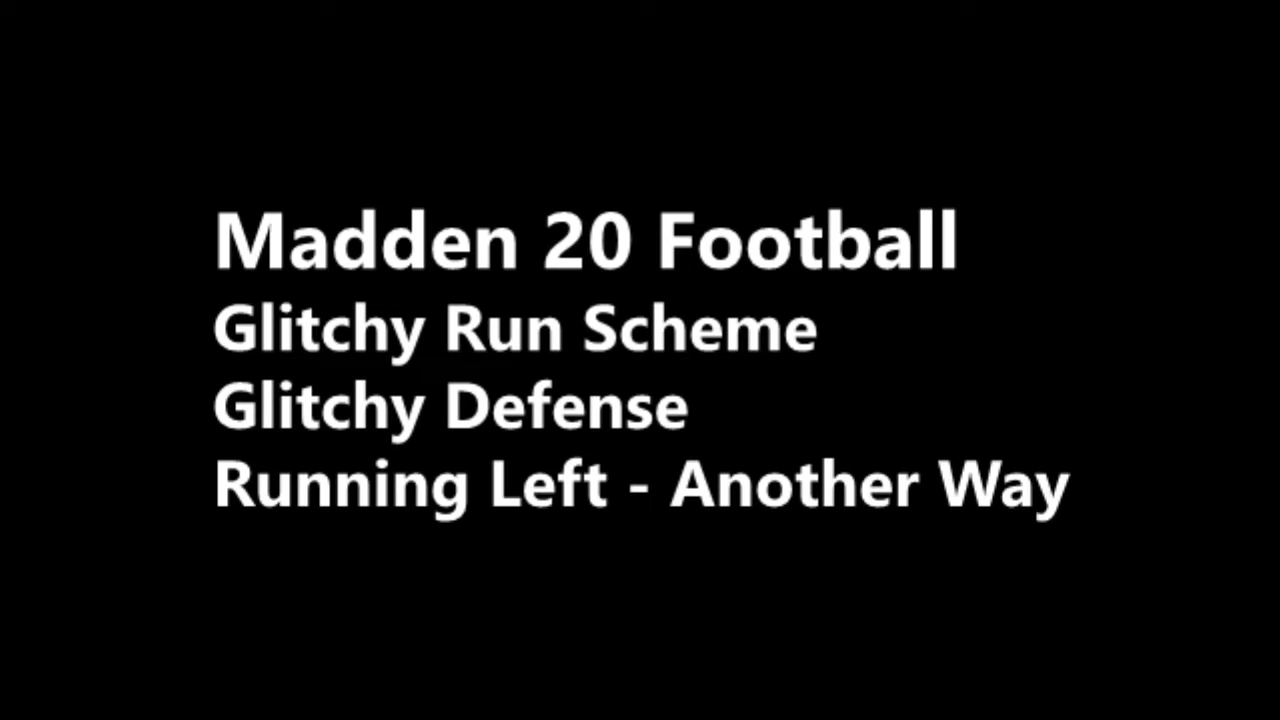 Madden 20 Football
Glitchy Run Scheme
Glitchy Defense
Running Left - Another Way